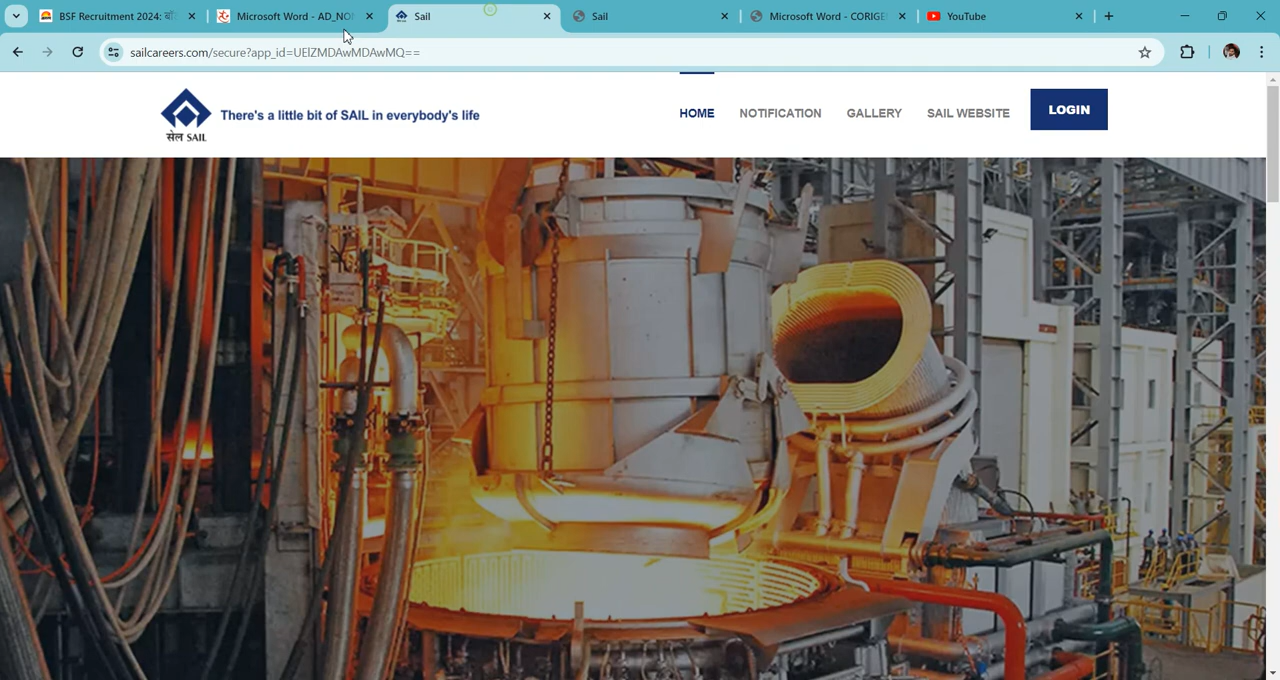 BSF Recruitment 2024: बॉ
Microsoft Word - AD_NON
Sail
Sail
Microsoft Word - CORIGE
YouTube
sailcareers.com/secure?app_id=UElZMDAwMDAwMQ==
सेल SAIL
There's a little bit of SAIL in everybody's life
HOME
NOTIFICATION
GALLERY
SAIL WEBSITE
LOGIN